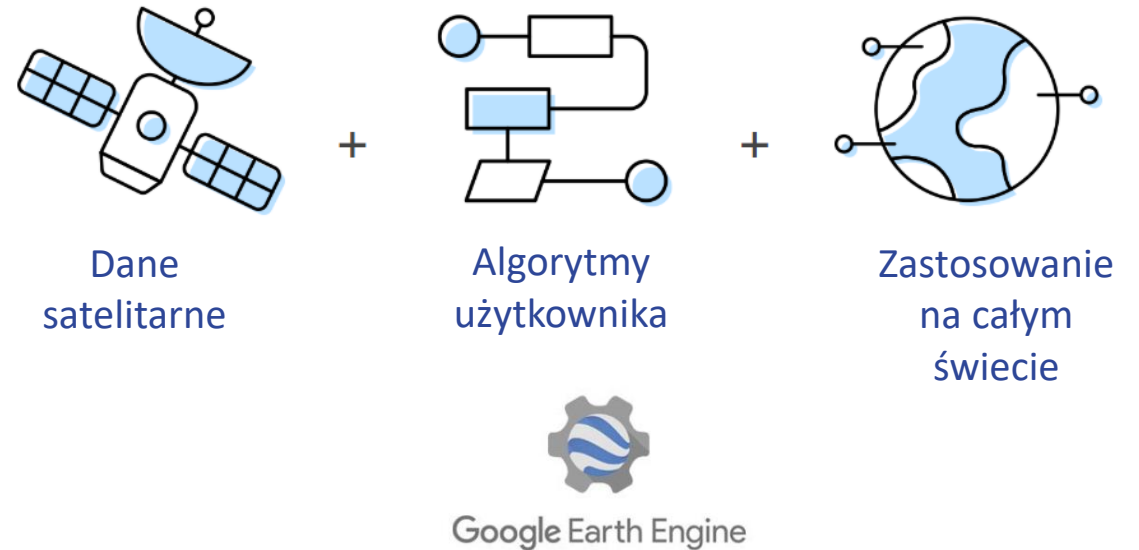 Dane
satelitarne
+
Algorytmy
użytkownika
+
Zastosowanie
na całym
świecie
Google Earth Engine